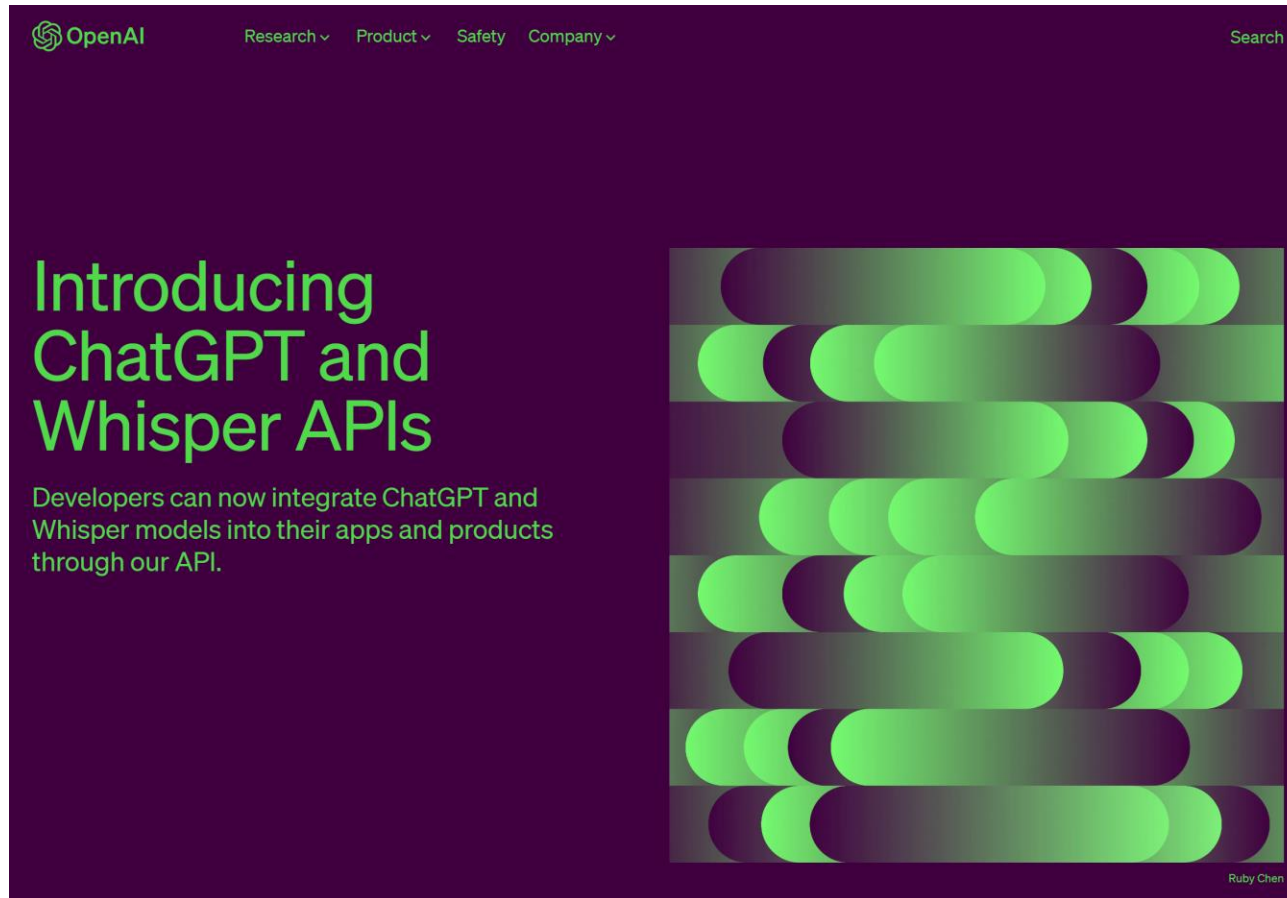 OpenAI Research Product Safety Company Search
Introducing
ChatGPT and
Whisper APIs
Developers can now integrate ChatGPT and
Whisper models into their apps and products
through our API.
Ruby Chen